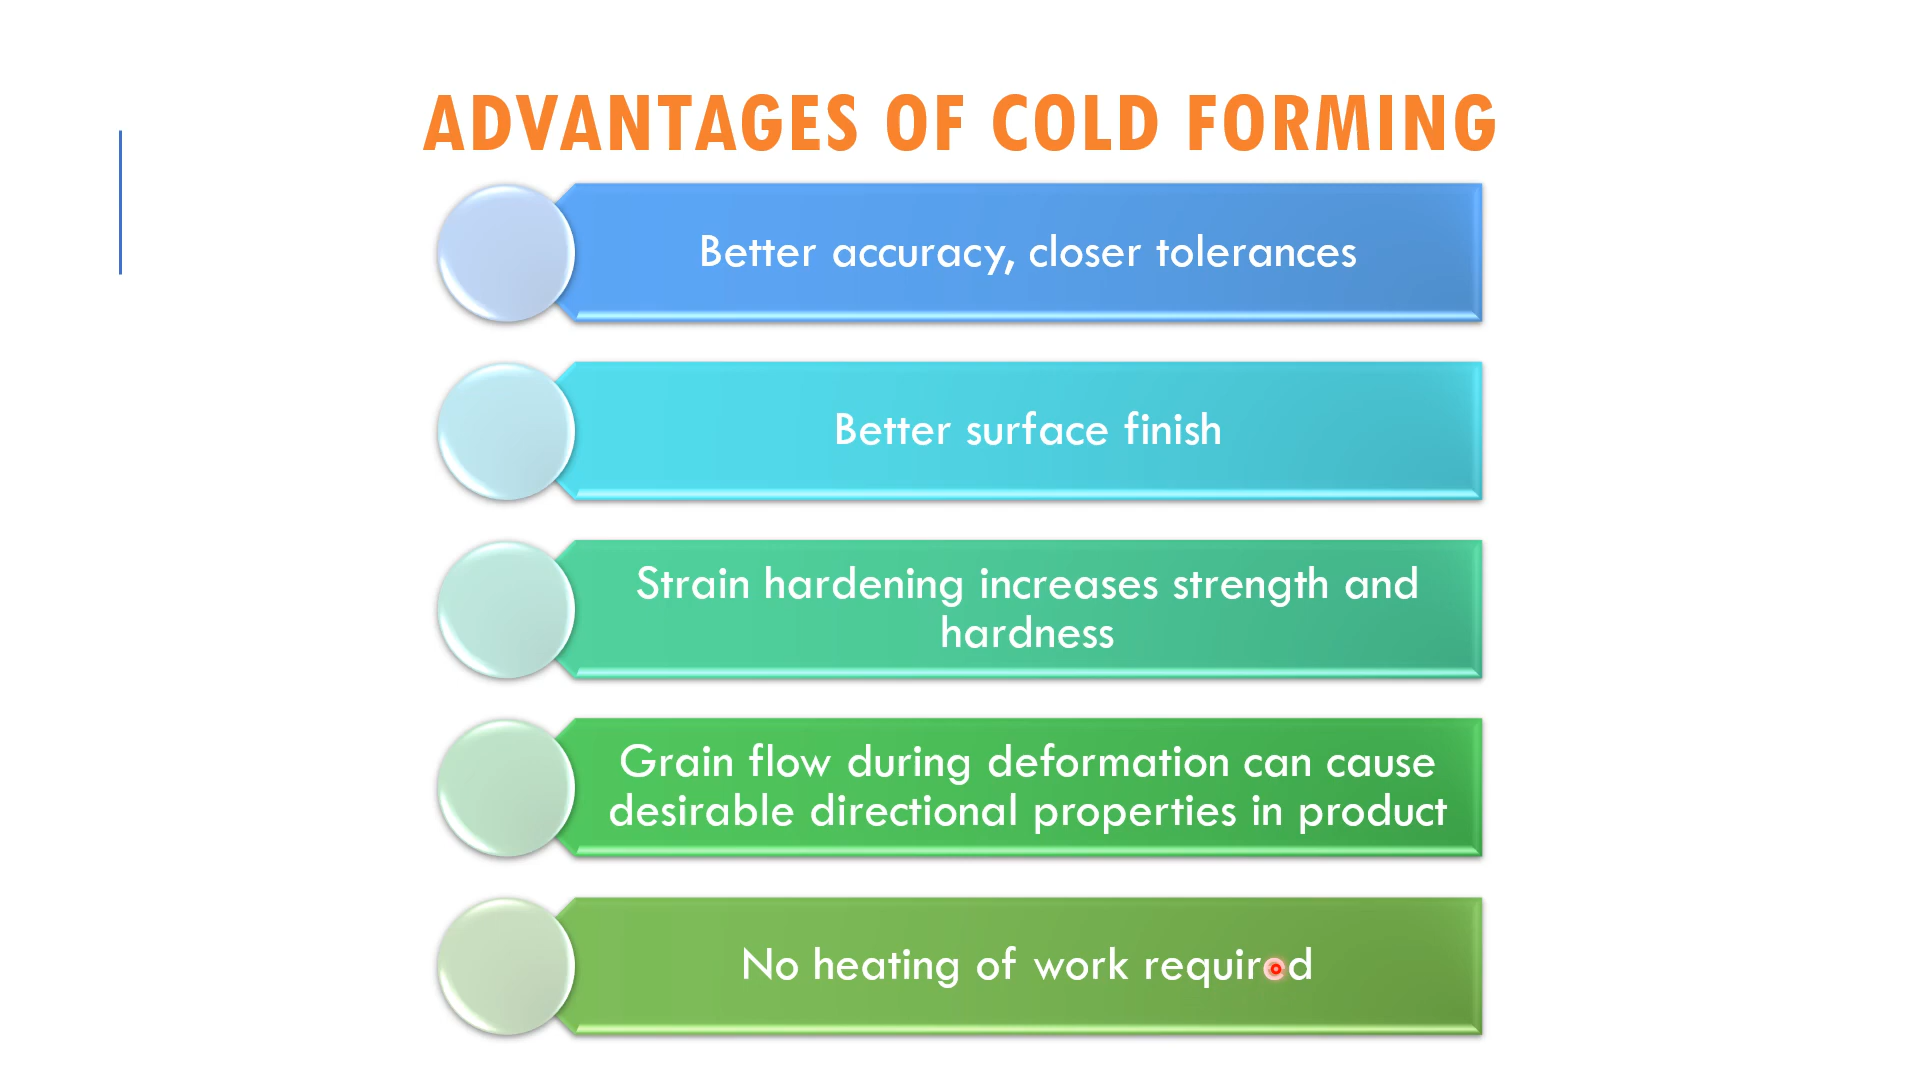 ADVANTAGES OF COLD FORMING
Better accuracy, closer tolerances
Better surface finish
Strain hardening increases strength and
hardness
Grain flow during deformation can cause
desirable directional properties in product
No heating of work required